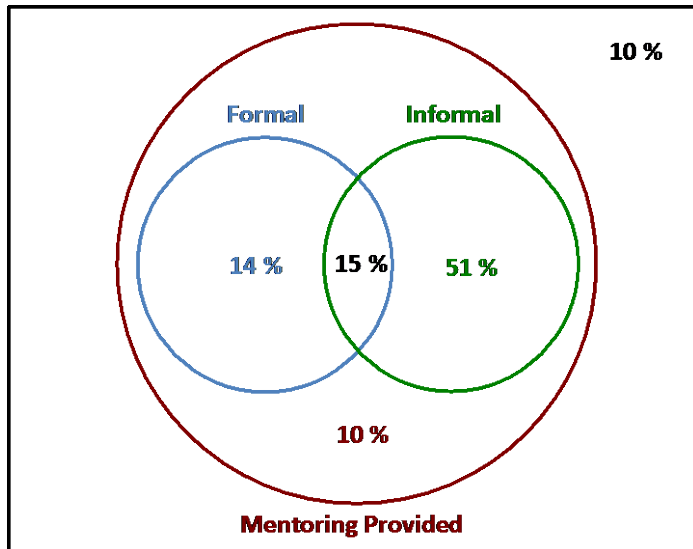 10 %
Formal
Informal
14 %
15 %
51 %
10 %
Mentoring Provided